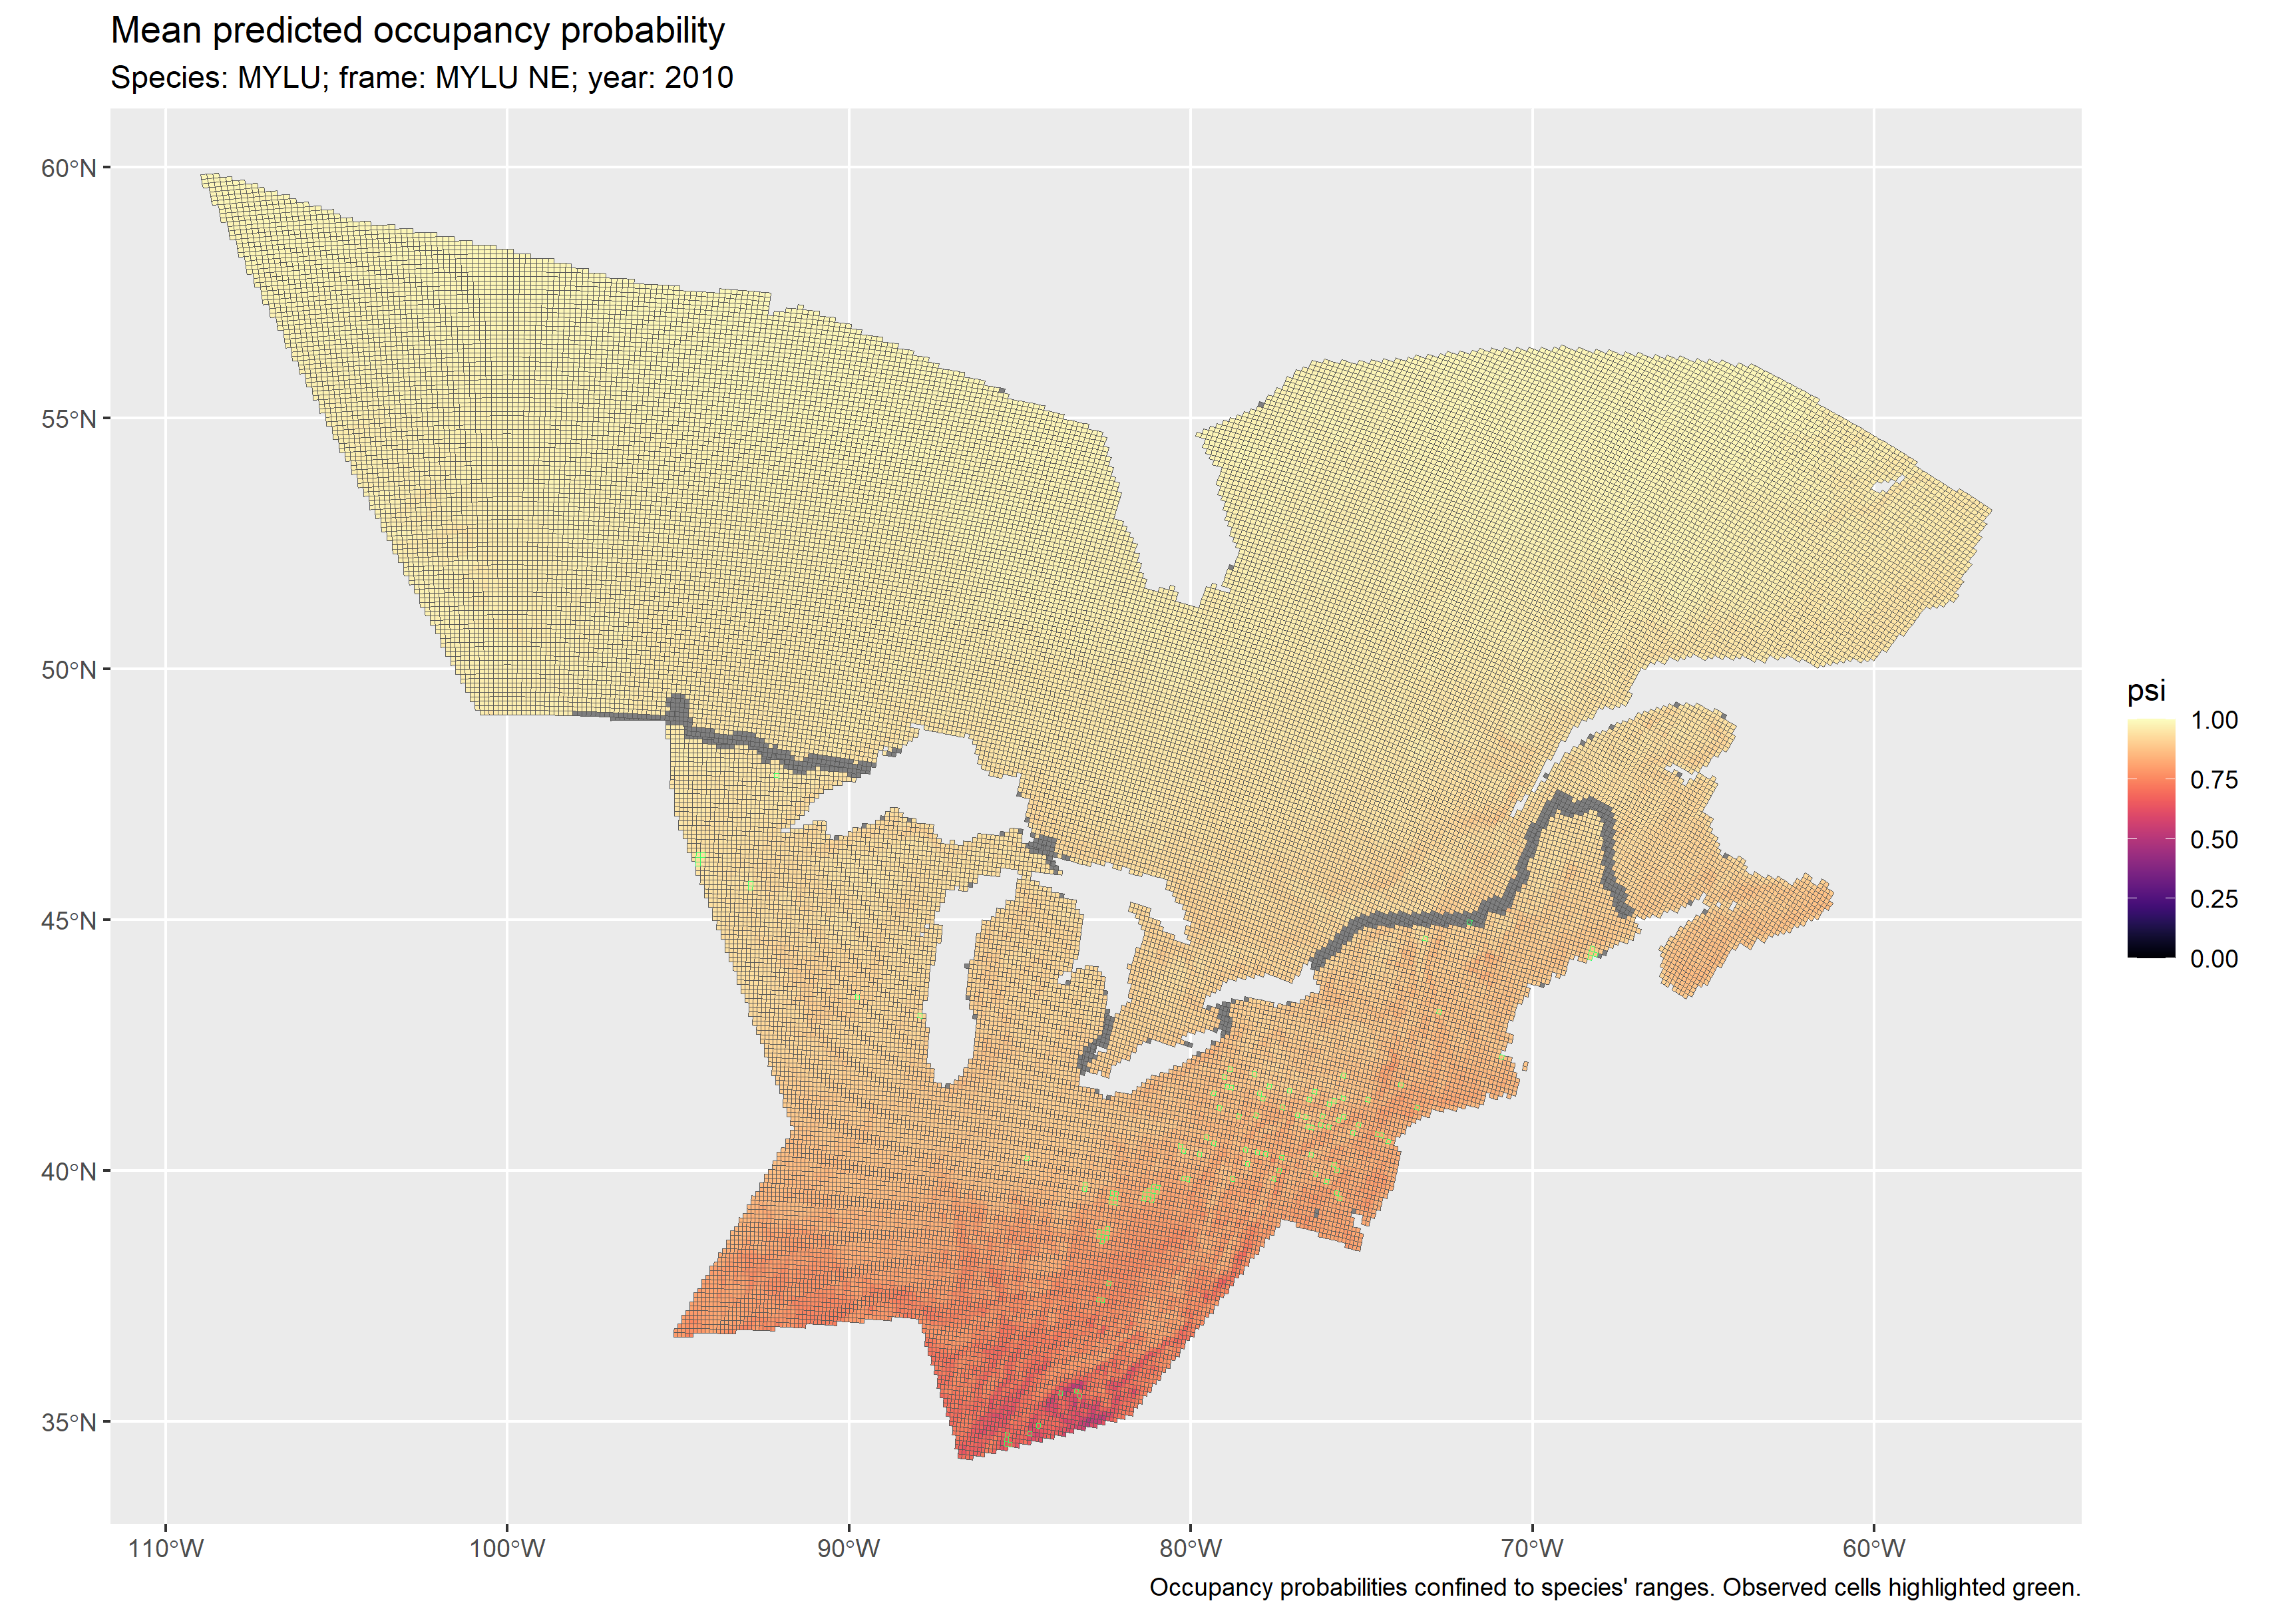 Mean predicted occupancy probability
Species: MYLU; frame: MYLU NE; year: 2010
60°N
55°N
50°N
45°N
40°N
35°N
110°W
100°W
90°W
80°W
70°W
60°W
psi
1.00
0.75
0.50
0.25
0.00
Occupancy probabilities confined to species' ranges. Observed cells highlighted green.